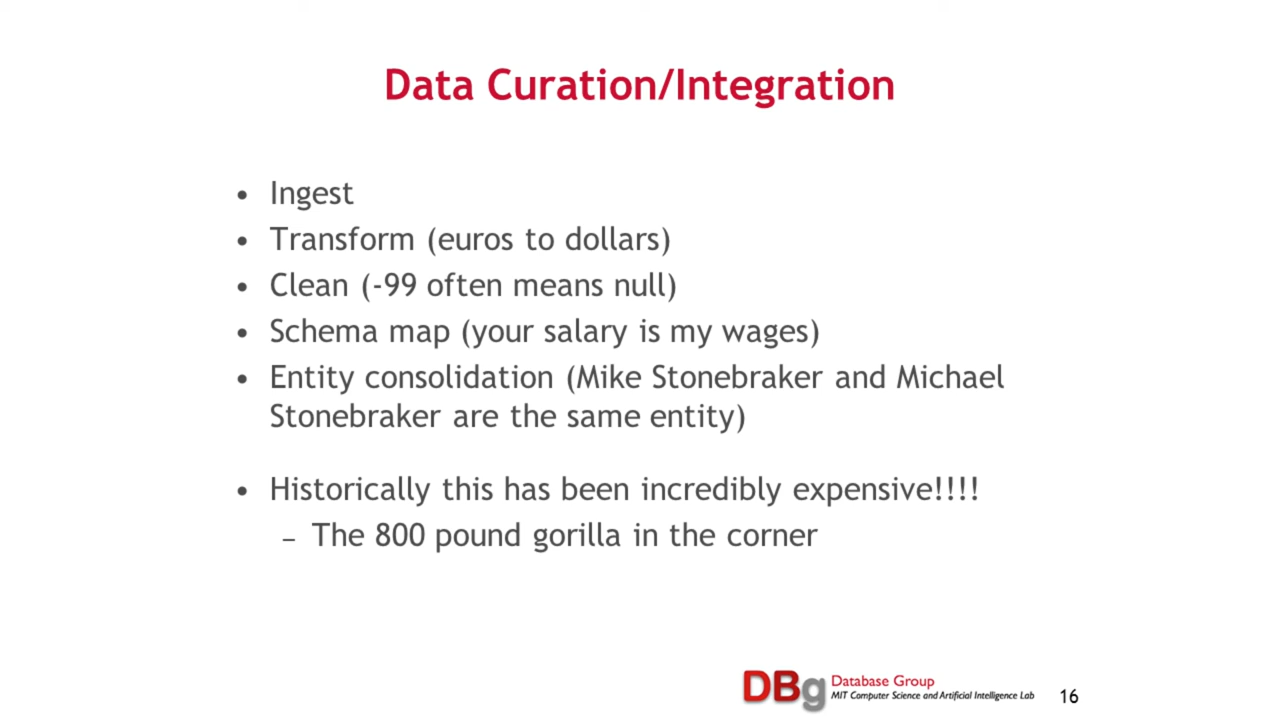 Data Curation/Integration
• Ingest
• Transform (euros to dollars)
• Clean (-99 often means null)
• Schema map (your salary is my wages)
• Entity consolidation (Mike Stonebraker and Michael
Stonebraker are the same entity)
• Historically this has been incredibly expensive!!!!
– The 800 pound gorilla in the corner
DBg
Database Group
MIT Computer Science and Artificial Intelligence Lab
16